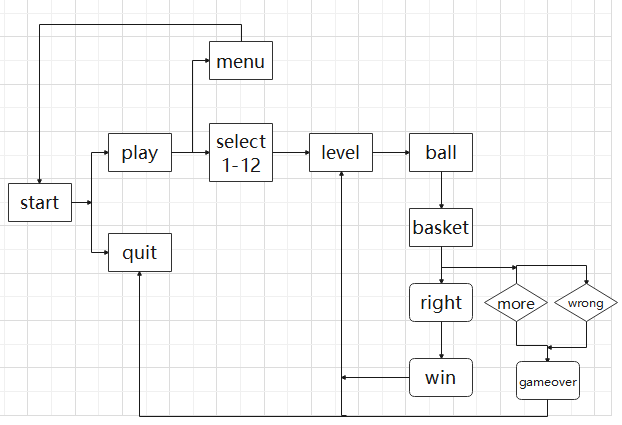 menu
play
select
1-12
level
ball
start
basket
quit
right
more
wrong
win
gameover